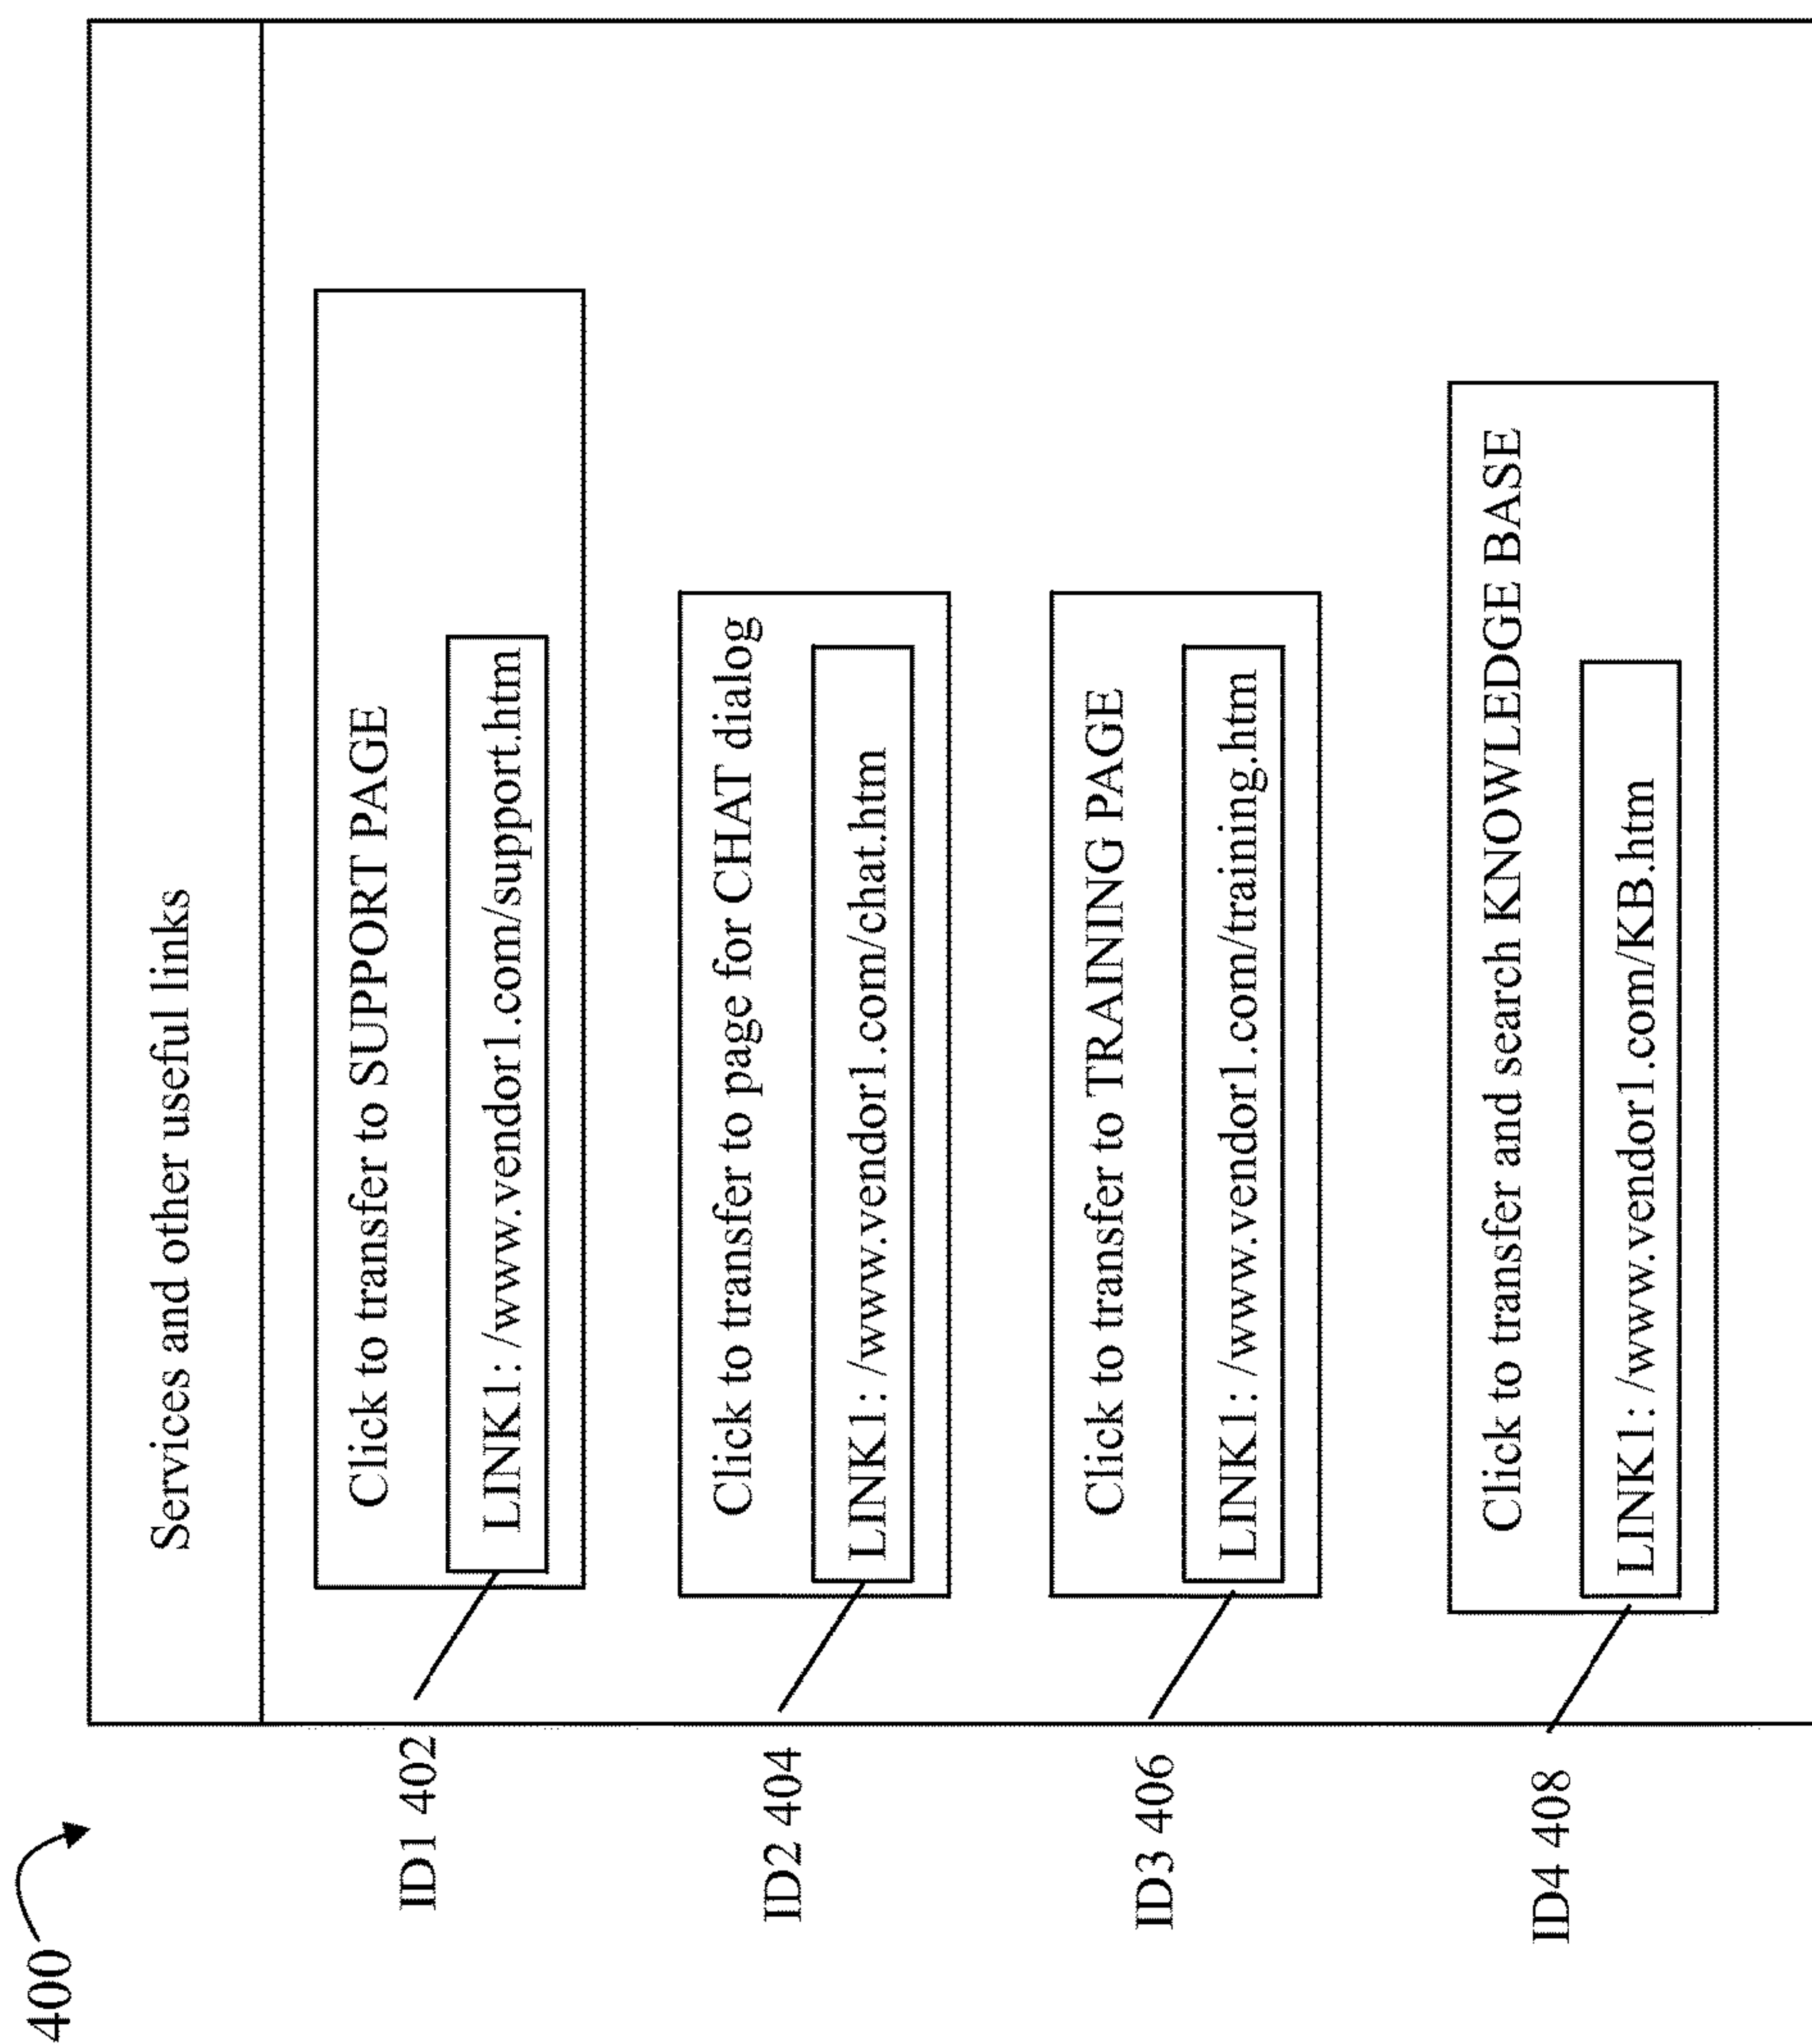 400
Services and other useful links
ID1 402
Click to transfer to SUPPORT PAGE
LINK1: /www.vendor1.com/support.htm
ID2 404
Click to transfer to page for CHAT dialog
LINK1: /www.vendor1.com/chat.htm
ID3 406
Click to transfer to TRAINING PAGE
LINK1: /www.vendor1.com/training.htm
ID4 408
Click to transfer and search KNOWLEDGE BASE
LINK1: /www.vendor1.com/KB.htm